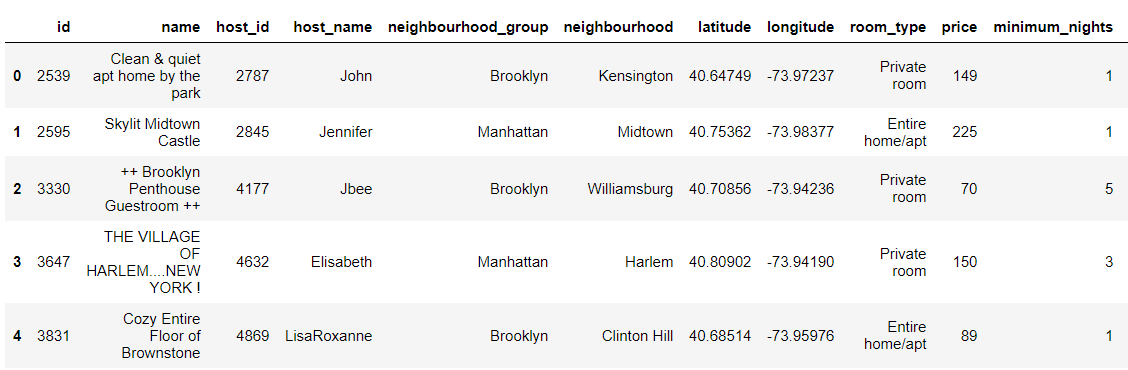 id name host_id host_name neighbourhood_group neighbourhood latitude longitude room_type price minimum_nights
0 2539 Clean & quiet apt home by the park 2787 John Brooklyn Kensington 40.64749 -73.97237 Private room 149 1
1 2595 Skylit Midtown Castle 2845 Jennifer Manhattan Midtown 40.75362 -73.98377 Entire home/apt 225 1
2 3330 ++ Brooklyn Penthouse Guestroom ++ 4177 Jbee Brooklyn Williamsburg 40.70856 -73.94236 Private room 70 5
3 3647 THE VILLAGE OF HARLEM....NEW YORK ! 4632 Elisabeth Manhattan Harlem 40.80902 -73.94190 Private room 150 3
4 3831 Cozy Entire Floor of Brownstone 4869 LisaRoxanne Brooklyn Clinton Hill 40.68514 -73.95976 Entire home/apt 89 1